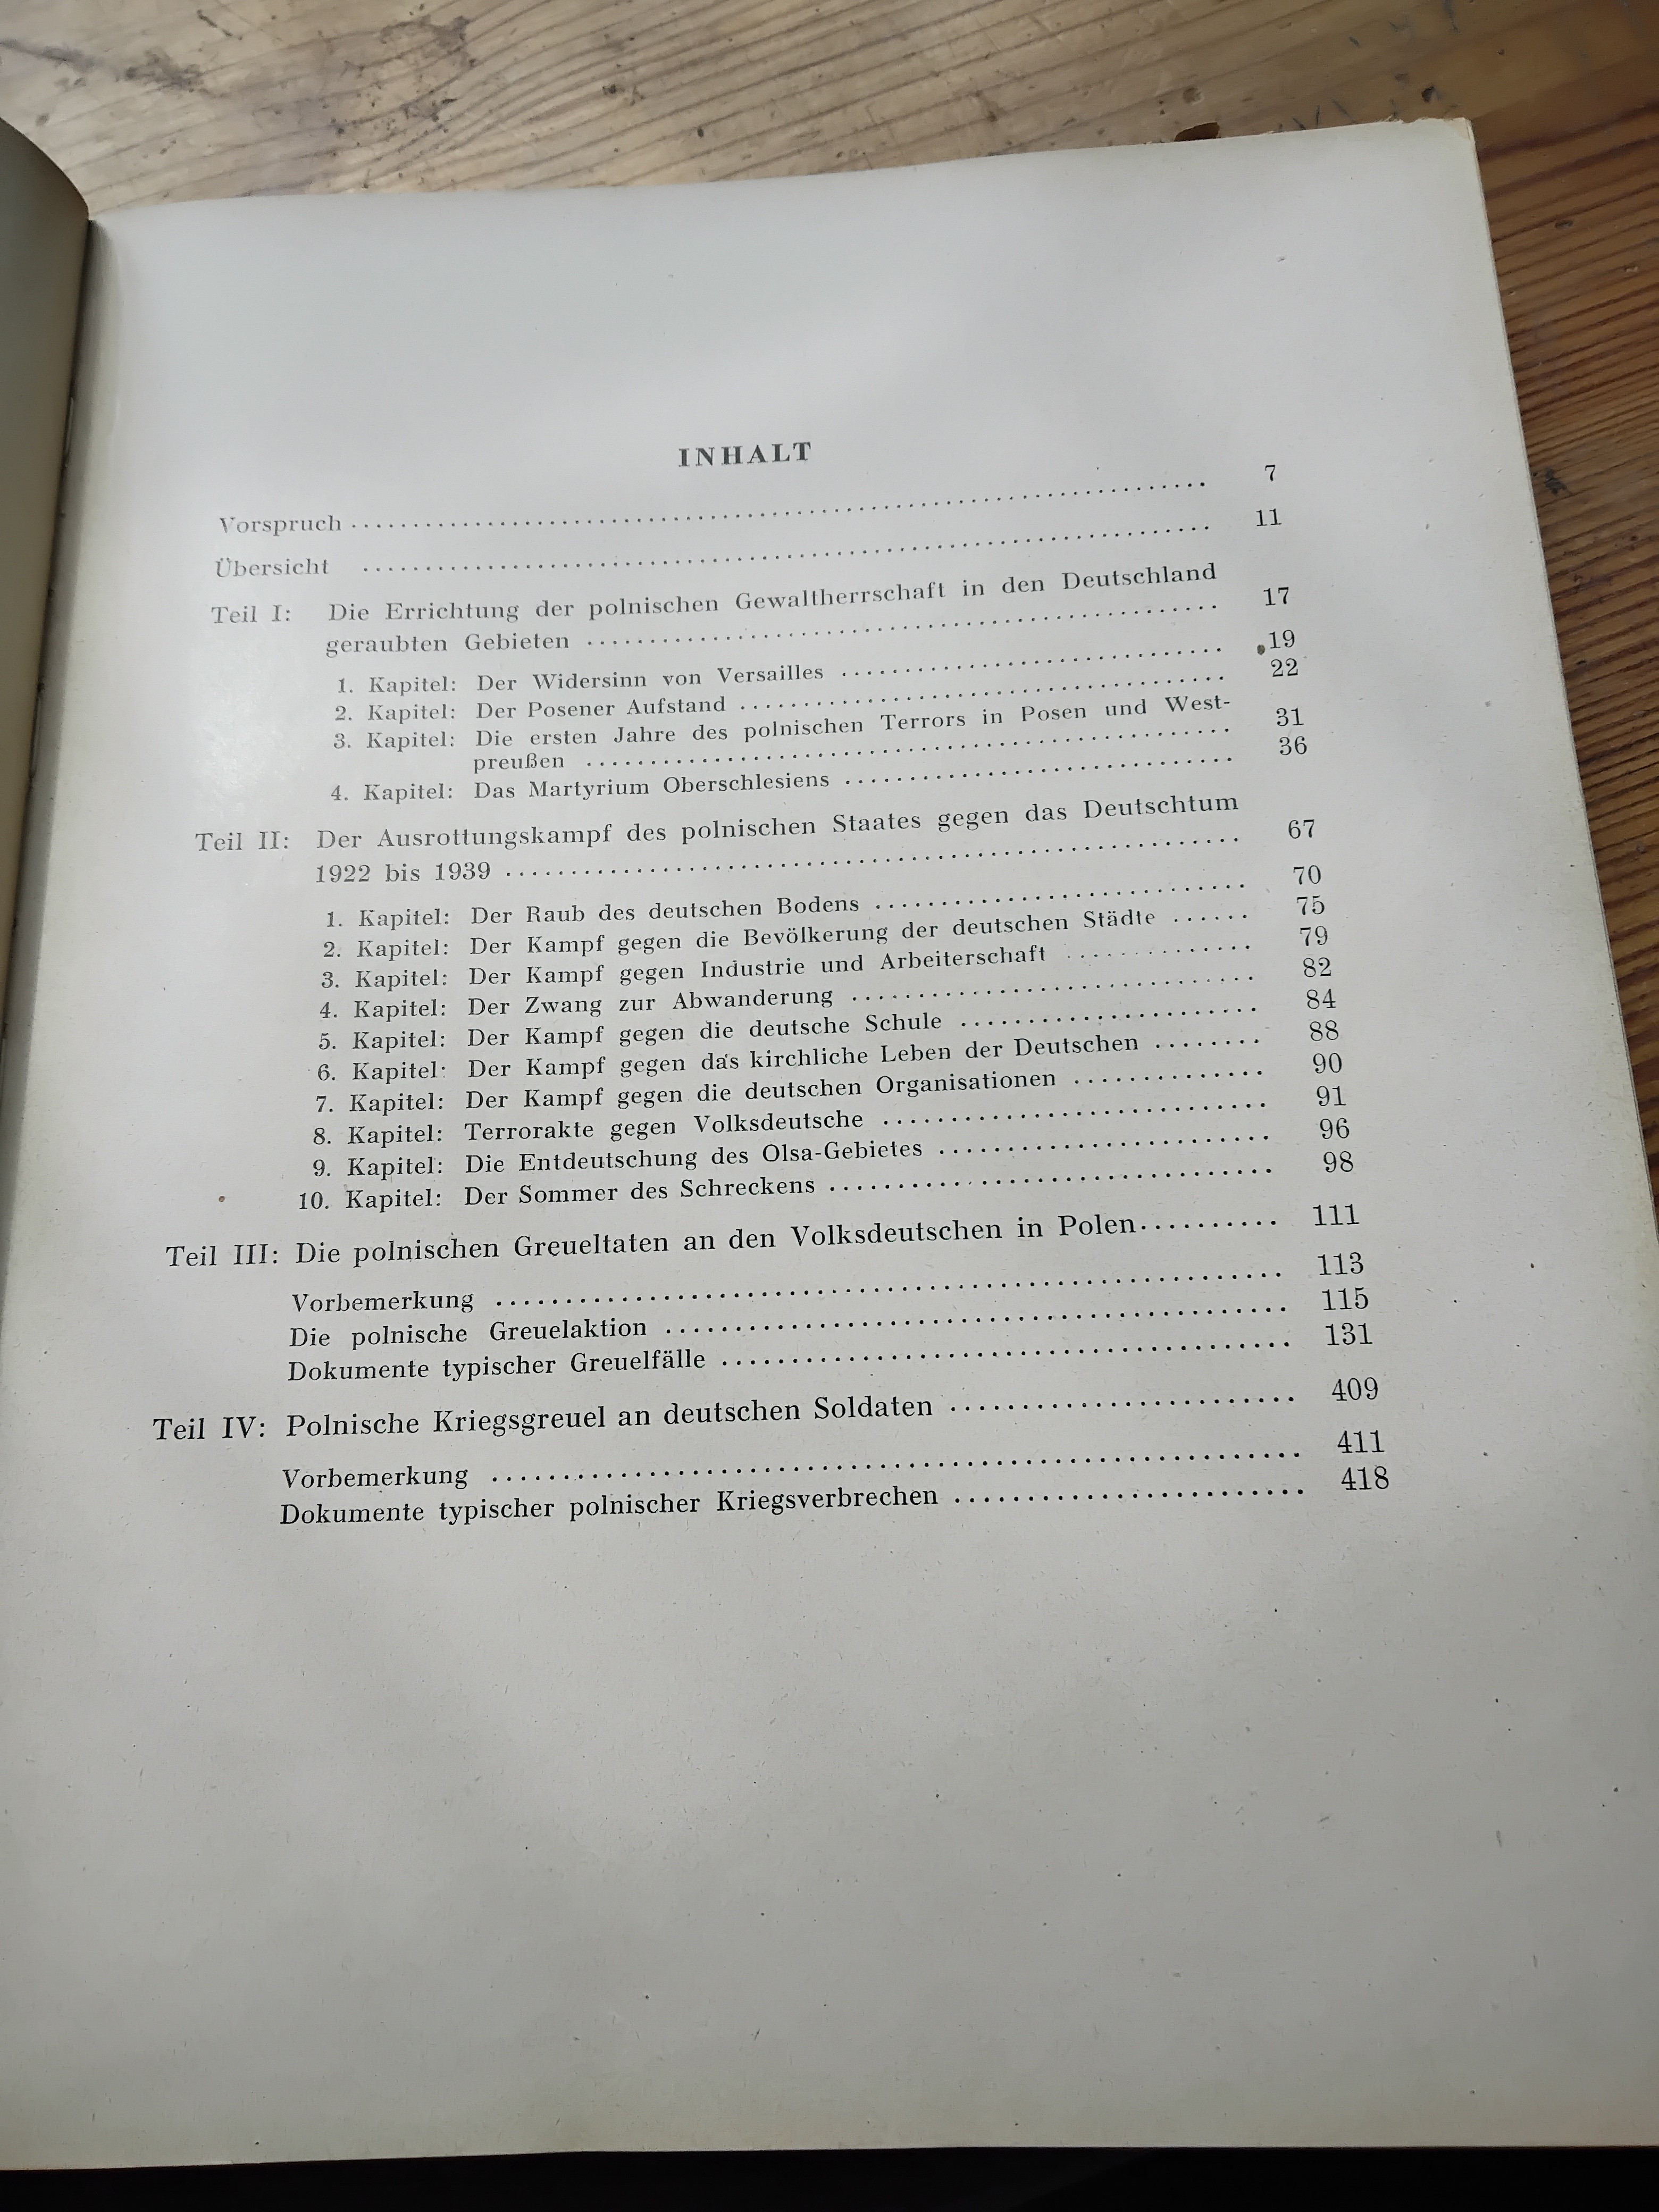 INHALT
Vorspruch ........ 7
Übersicht ........ 11
Teil I: Die Errichtung der polnischen Gewaltherrschaft in den Deutschland
geraubten Gebieten ........ 17
1. Kapitel: Der Widersinn von Versailles ........ 19
2. Kapitel: Der Posener Aufstand ........ 22
3. Kapitel: Die ersten Jahre des polnischen Terrors in Posen und West-
preußen ........ 31
4. Kapitel: Das Martyrium Oberschlesiens ........ 36
Teil II: Der Ausrottungskampf des polnischen Staates gegen das Deutschtum
1922 bis 1939 ........ 67
1. Kapitel: Der Raub des deutschen Bodens ........ 70
2. Kapitel: Der Kampf gegen die Bevölkerung der deutschen Städte ...... 75
3. Kapitel: Der Kampf gegen Industrie und Arbeiterschaft ........ 79
4. Kapitel: Der Zwang zur Abwanderung ........ 82
5. Kapitel: Der Kampf gegen die deutsche Schule ........ 84
6. Kapitel: Der Kampf gegen das kirchliche Leben der Deutschen ........ 88
7. Kapitel: Der Kampf gegen die deutschen Organisationen ........ 90
8. Kapitel: Terrorakte gegen Volksdeutsche ........ 91
9. Kapitel: Die Entdeutschung des Olsa-Gebietes ........ 96
10. Kapitel: Der Sommer des Schreckens ........ 98
Teil III: Die polnischen Greueltaten an den Volksdeutschen in Polen.......... 111
Vorbemerkung ........ 113
Die polnische Greuelaktion ........ 115
Dokumente typischer Greuelfälle ........ 131
Teil IV: Polnische Kriegsgreuel an deutschen Soldaten ........ 409
Vorbemerkung ........ 411
Dokumente typischer polnischer Kriegsverbrechen ........ 418